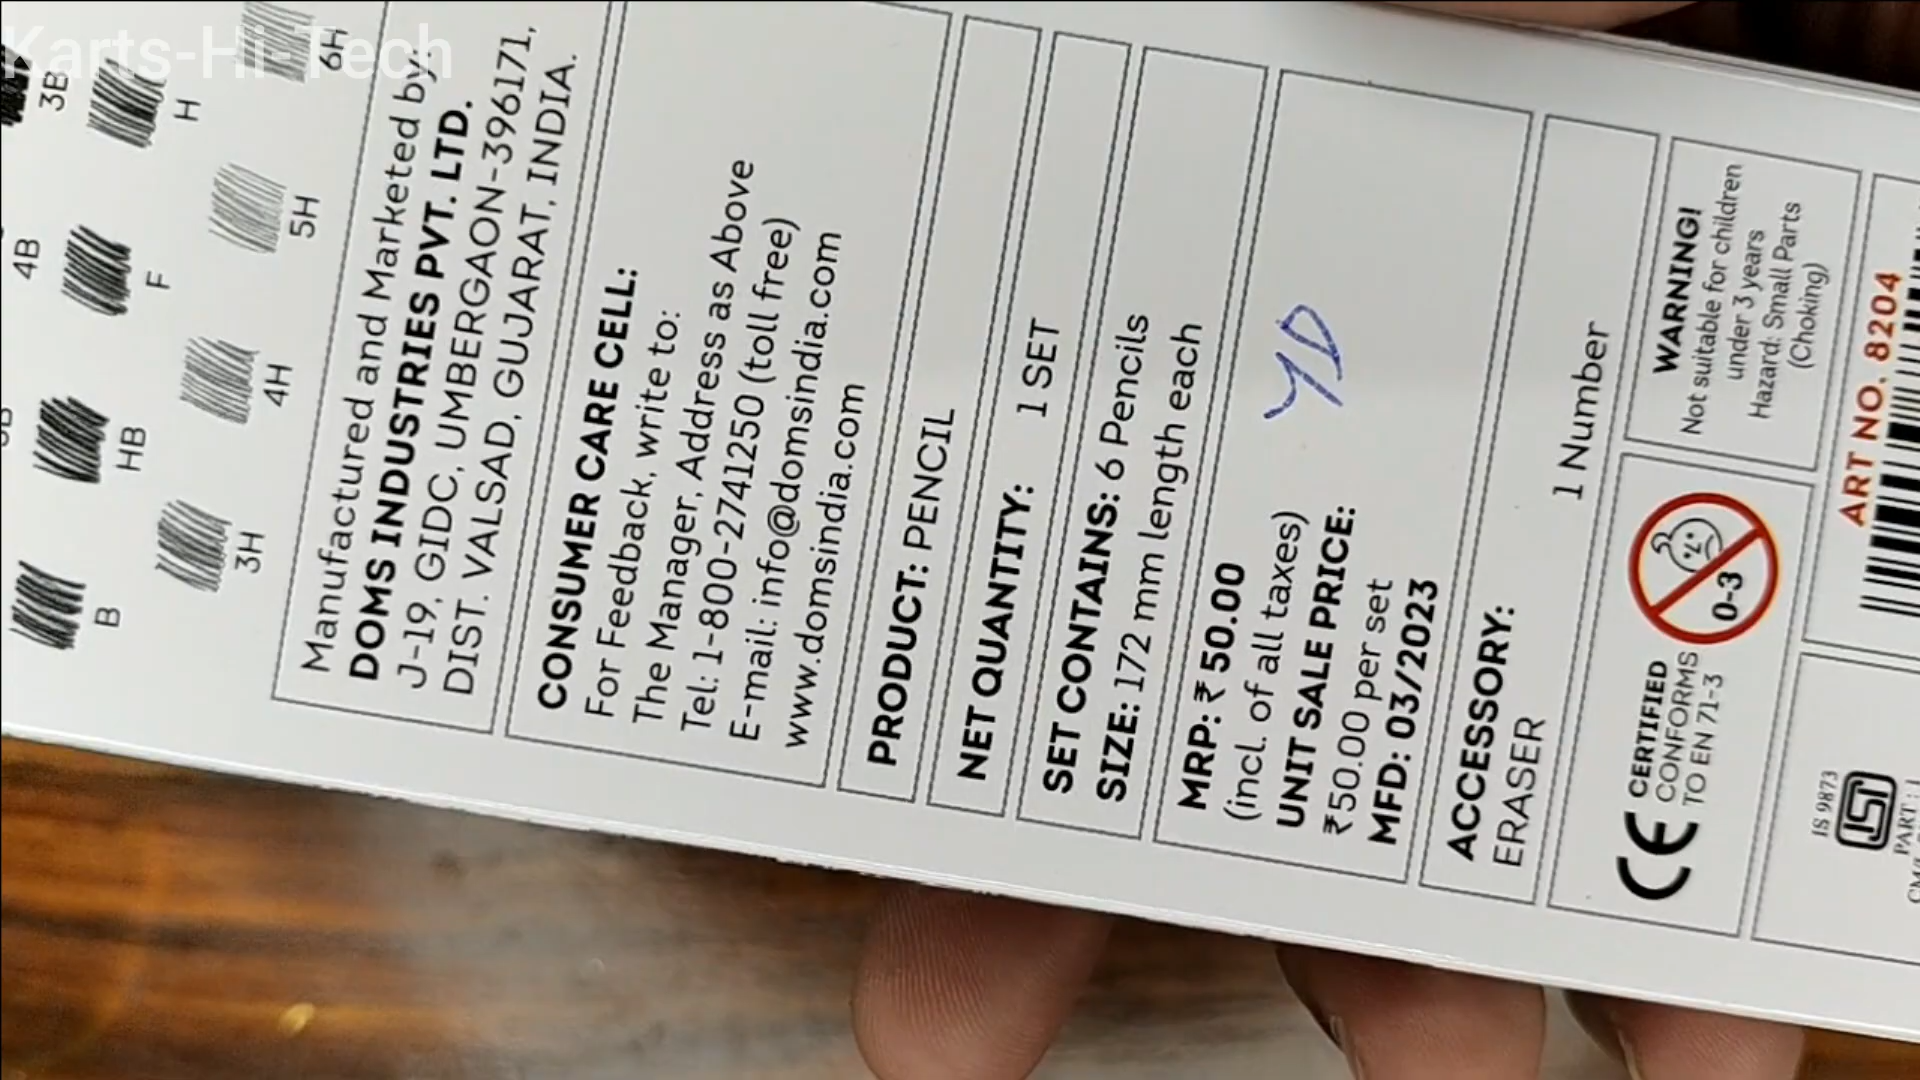 Karts-Hi-Tech
3B
4B
H
F
HB
B
6H
5H
4H
3H
Manufactured and Marketed by:
DOMS INDUSTRIES PVT. LTD.
J-19, GIDC, UMBERGAON-396171,
DIST. VALSAD, GUJARAT, INDIA.
CONSUMER CARE CELL:
For Feedback, write to:
The Manager, Address as Above
Tel: 1-800-2741250 (toll free)
E-mail: info@domsindia.com
www.domsindia.com
PRODUCT: PENCIL
NET QUANTITY: 1 SET
SET CONTAINS: 6 Pencils
SIZE: 172 mm length each
MRP: ₹ 50.00
(incl. of all taxes)
UNIT SALE PRICE:
₹50.00 per set
MFD: 03/2023
YD
ACCESSORY:
ERASER 1 Number
CE CERTIFIED
CONFORMS
TO EN 71-3
0-3
WARNING!
Not suitable for children
under 3 years
Hazard: Small Parts
(Choking)
IS 9873
ISI
PART : 1
ART NO. 8204